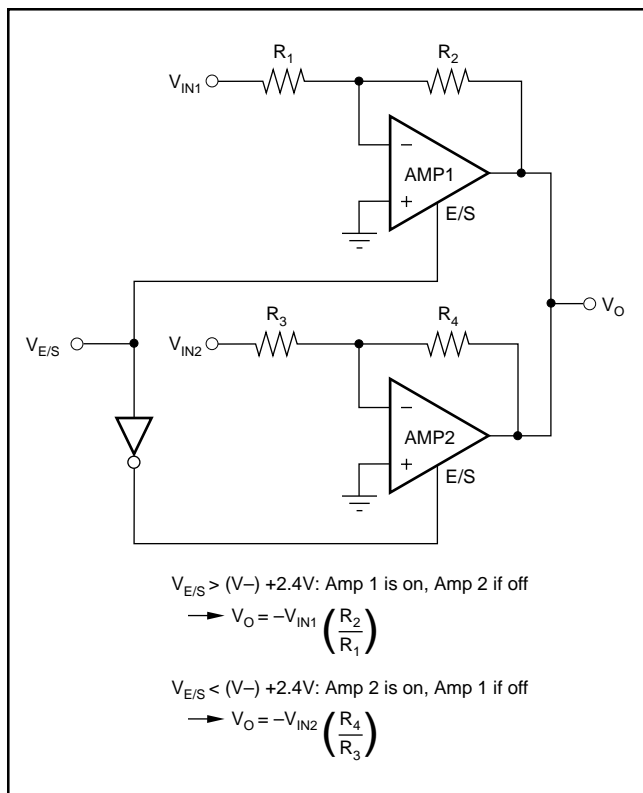 R1 R2
VIN1
−
AMP1
+
E/S
R3 R4
VO
VE/S VIN2
−
AMP2
+
E/S
VE/S > (V–) +2.4V: Amp 1 is on, Amp 2 if off
→ VO = –VIN1 (R2/R1)
VE/S < (V–) +2.4V: Amp 2 is on, Amp 1 if off
→ VO = –VIN2 (R4/R3)